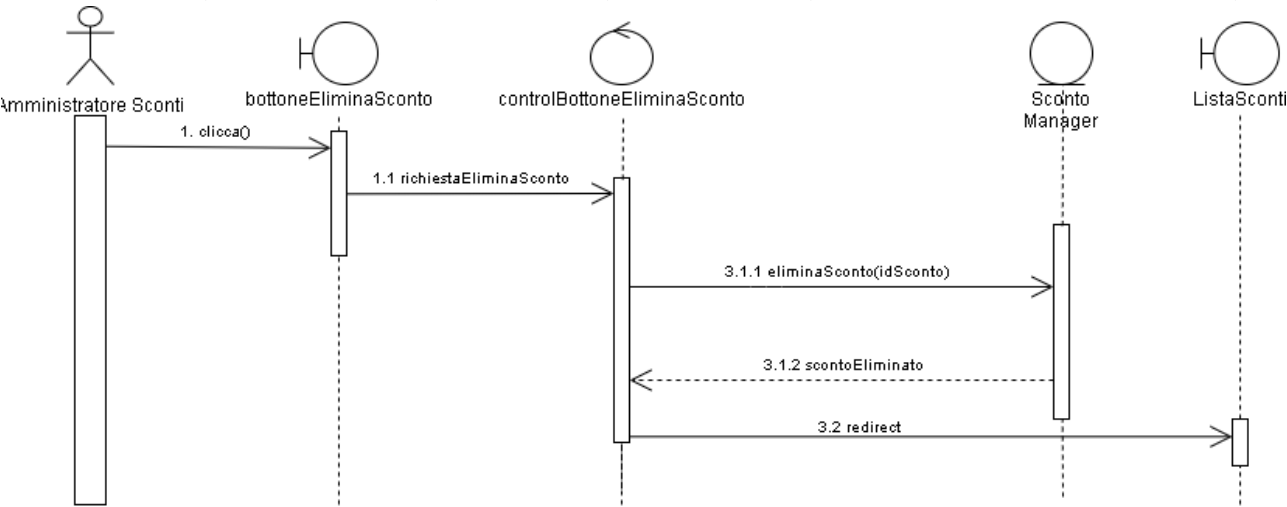 Amministratore Sconti
bottoneEliminaSconto
controlBottoneEliminaSconto
Sconto
Manager
ListaSconti
1. clicca()
1.1 richiestaEliminaSconto
3.1.1 eliminaSconto(idSconto)
3.1.2 scontoEliminato
3.2 redirect